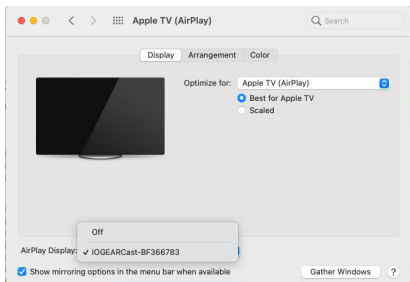 Apple TV (AirPlay)
Search
Display Arrangement Color
Optimize for: Apple TV (AirPlay)
Best for Apple TV
Scaled
Off
AirPlay Display: ✓ IOGEARCast-BF366783
Show mirroring options in the menu bar when available
Gather Windows ?